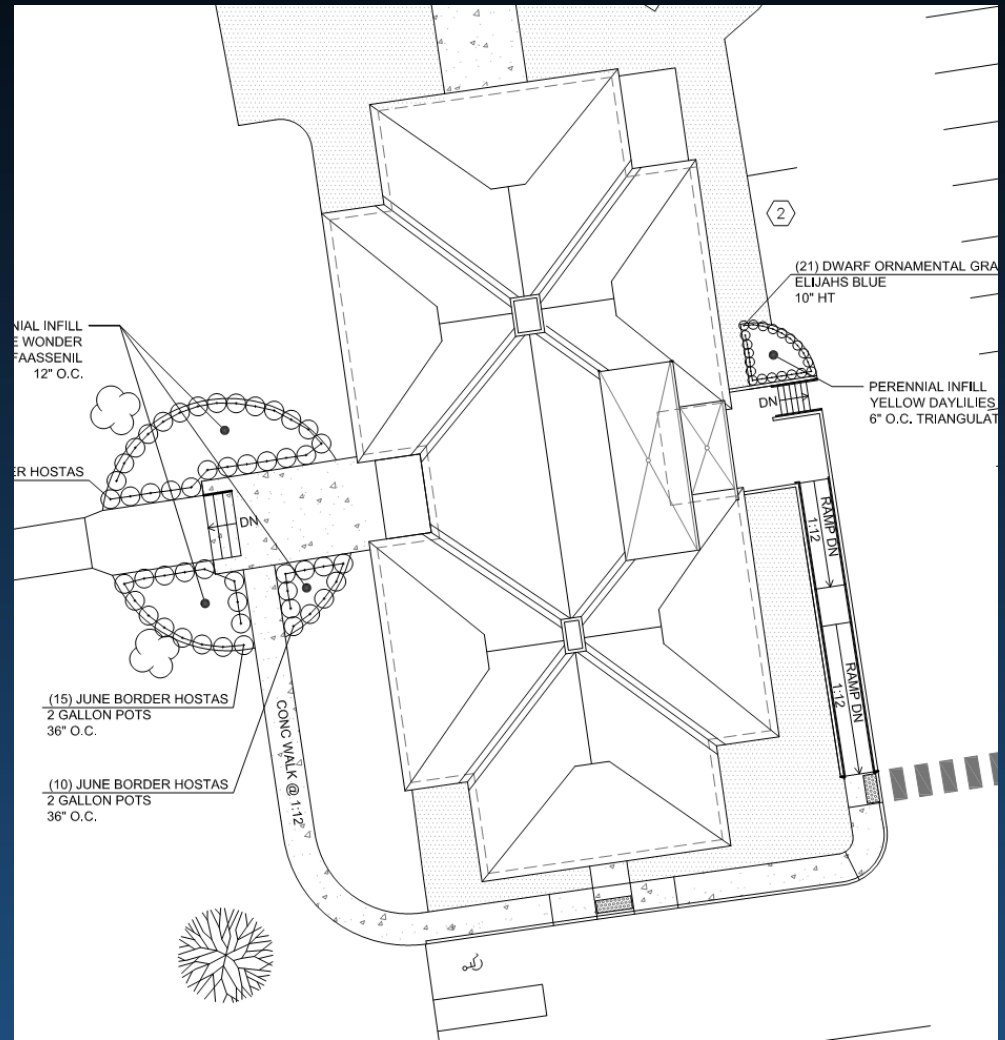 2
(21) DWARF ORNAMENTAL GRA
ELIJAHS BLUE
10" HT
NIAL INFILL
E WONDER
FAASSENIL
12" O.C.
PERENNIAL INFILL
YELLOW DAYLILIES
6" O.C. TRIANGULAT
DN
ER HOSTAS
DN
RAMP DN
1:12
RAMP DN
1:12
(15) JUNE BORDER HOSTAS
2 GALLON POTS
36" O.C.
CONC WALK @ 1:12
(10) JUNE BORDER HOSTAS
2 GALLON POTS
36" O.C.